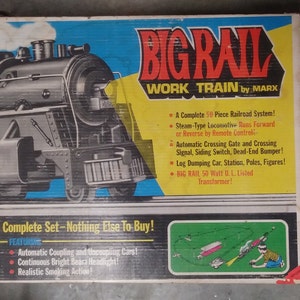 BIG RAIL
WORK TRAIN by MARX
• A Complete 50 Piece Railroad System!
• Steam-Type Locomotive Runs Forward
or Reverse by Remote Control!
• Automatic Crossing Gate and Crossing
Signal, Siding Switch, Dead-End Bumper!
• Log Dumping Car, Station, Poles, Figures!
• BIG RAIL 50 Watt U.L. Listed
Transformer!
Complete Set-Nothing Else To Buy!
FEATURING
• Automatic Coupling and Uncoupling Cars!
• Continuous Bright Beam Headlight!
• Realistic Smoking Action!